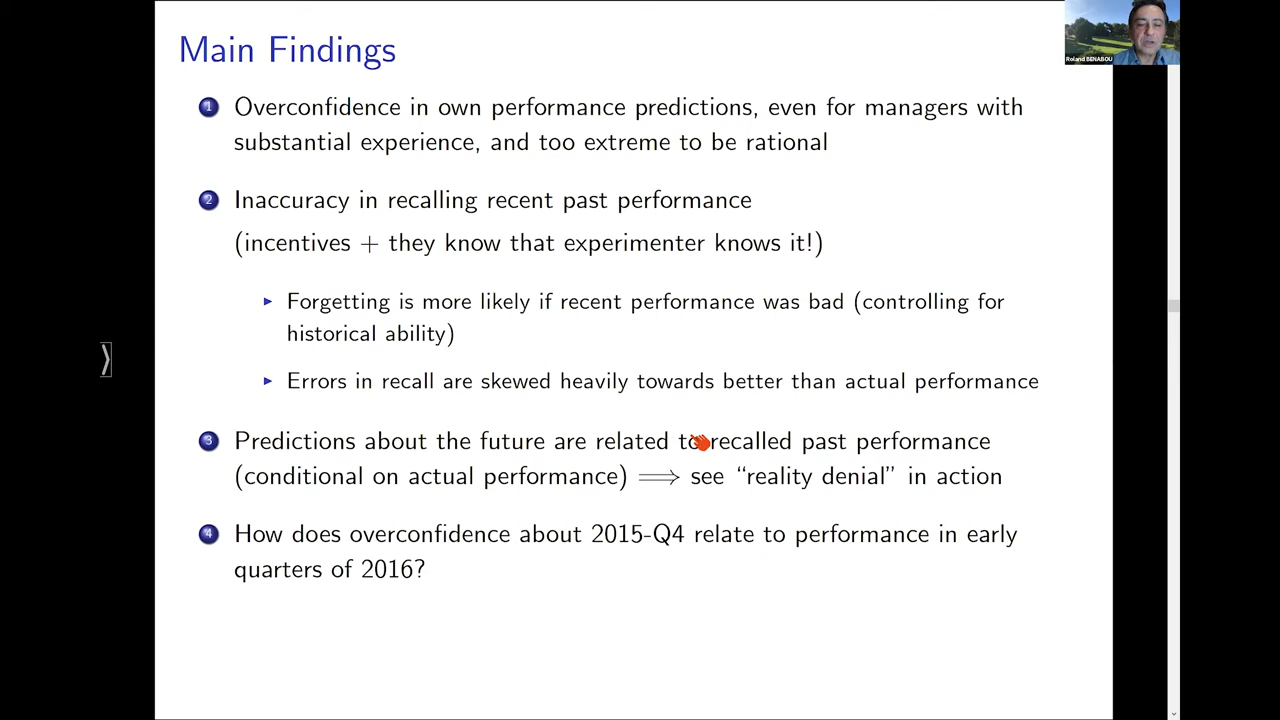 Main Findings
Roland BENABOU
1 Overconfidence in own performance predictions, even for managers with
substantial experience, and too extreme to be rational
2 Inaccuracy in recalling recent past performance
(incentives + they know that experimenter knows it!)
▶ Forgetting is more likely if recent performance was bad (controlling for
historical ability)
▶ Errors in recall are skewed heavily towards better than actual performance
3 Predictions about the future are related to recalled past performance
(conditional on actual performance) ⟹ see “reality denial” in action
4 How does overconfidence about 2015-Q4 relate to performance in early
quarters of 2016?